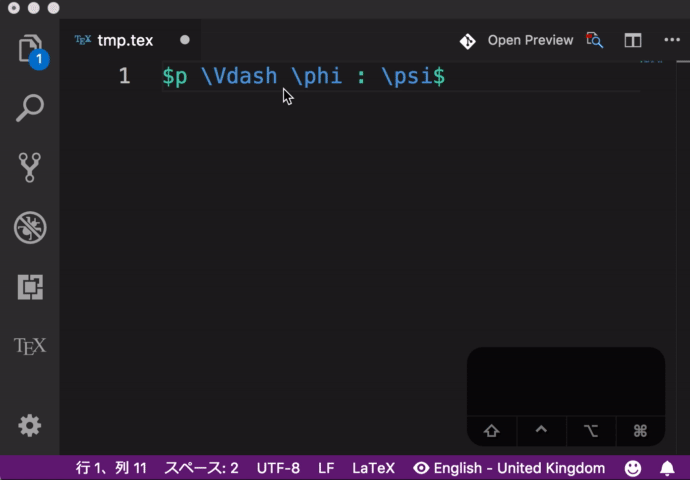 1
TEX tmp.tex
Open Preview
1 $p \Vdash \phi : \psi$
TEX
行 1、列 11 スペース: 2 UTF-8 LF LaTeX English - United Kingdom